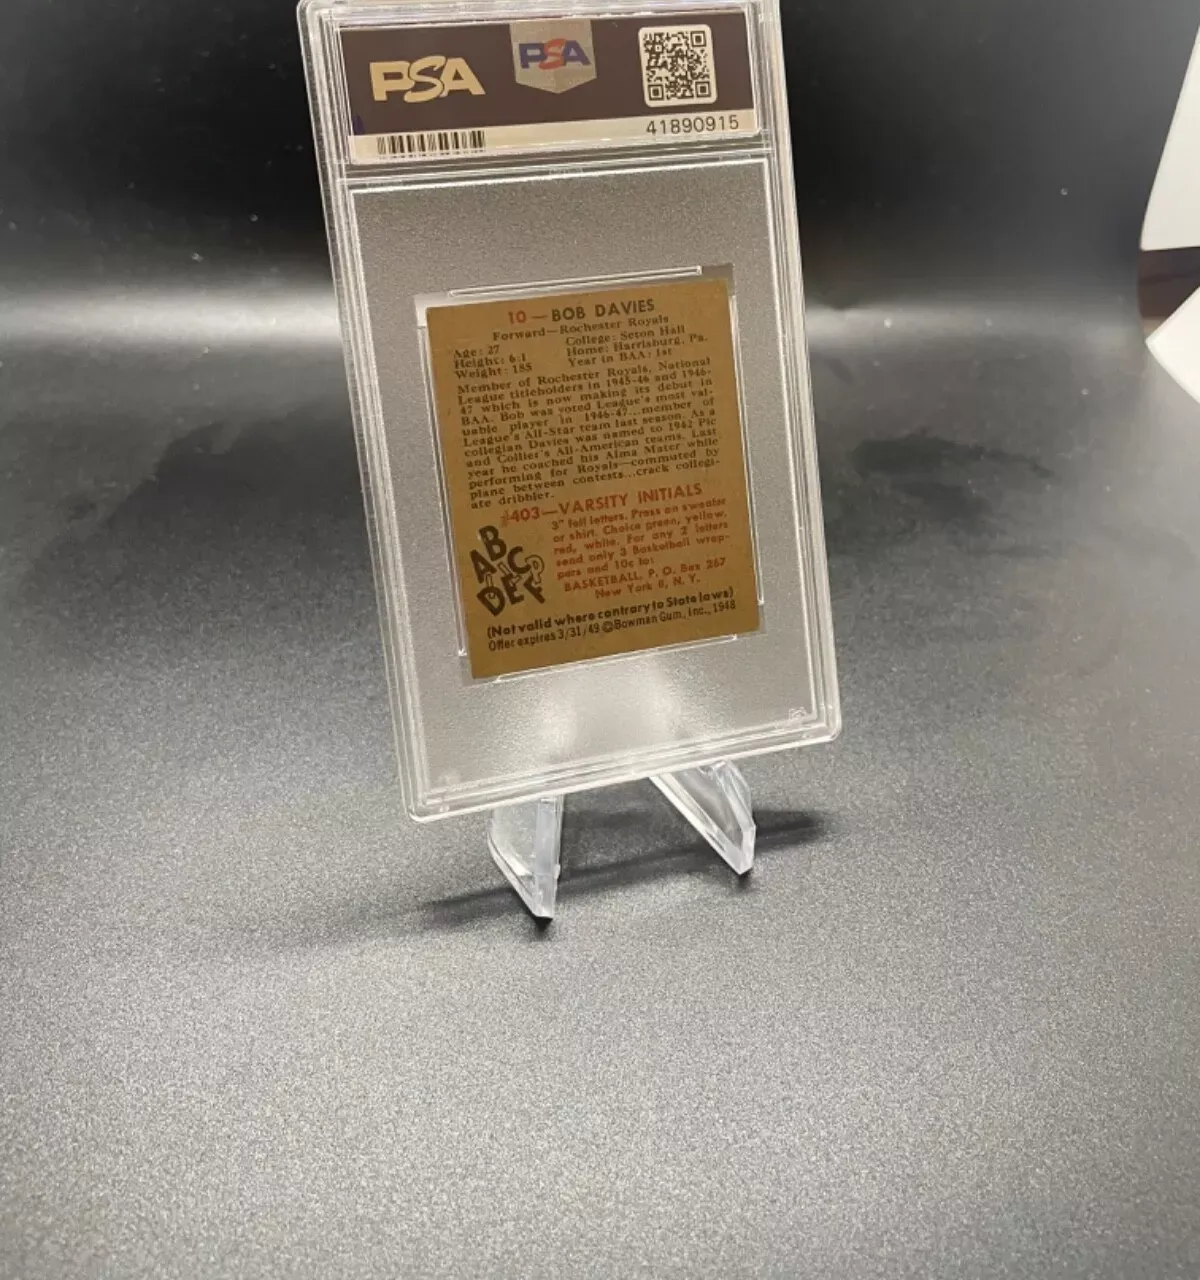 PSA
PSA
41890915
10—BOB DAVIES
Forward—Rochester Royals
Age: 27 College: Seton Hall
Height: 6:1 Home: Harrisburg, Pa.
Weight: 185 Year in BAA: 1st
Member of Rochester Royals, National
League titleholders in 1945-46 and 1946-
47 which is now making its debut in
BAA. Bob was voted League's most val-
uable player in 1946-47...member of
League's All-Star team last season. As a
collegian Davies was named to 1942 Pic
and Collier's All-American teams. Last
year he coached his Alma Mater while
performing for Royals—commuted by
plane between contests...crack collegi-
ate dribbler.
#403—VARSITY INITIALS
3" felt letters. Press on sweater
or shirt. Choice green, yellow,
red, white. For any 2 letters
send only 3 Basketball wrap-
pers and 10c to:
BASKETBALL, P. O. Box 267
New York 8, N. Y.
AB
C
DEF
(Not valid where contrary to State laws)
Offer expires 3/31/49 ©Bowman Gum, Inc., 1948